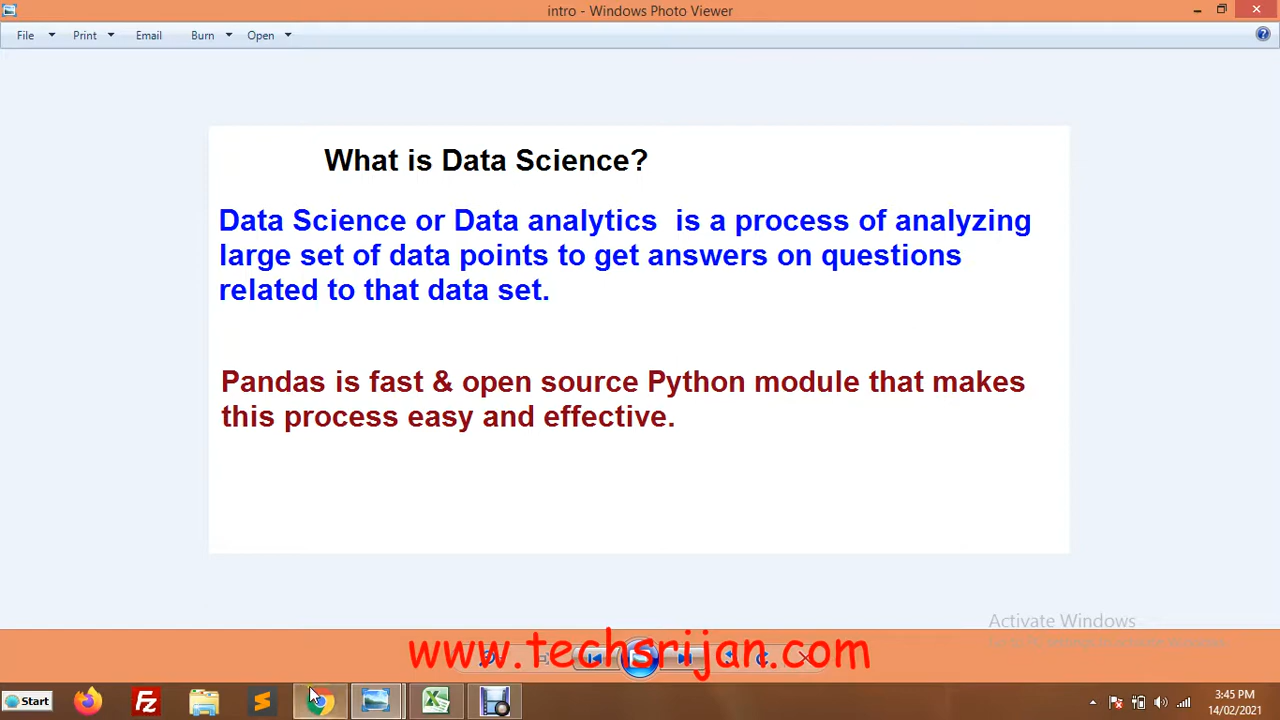 intro - Windows Photo Viewer
File Print Email Burn Open
What is Data Science?
Data Science or Data analytics is a process of analyzing
large set of data points to get answers on questions
related to that data set.
Pandas is fast & open source Python module that makes
this process easy and effective.
Activate Windows
www.techsrijan.com
Start
3:45 PM
14/02/2021